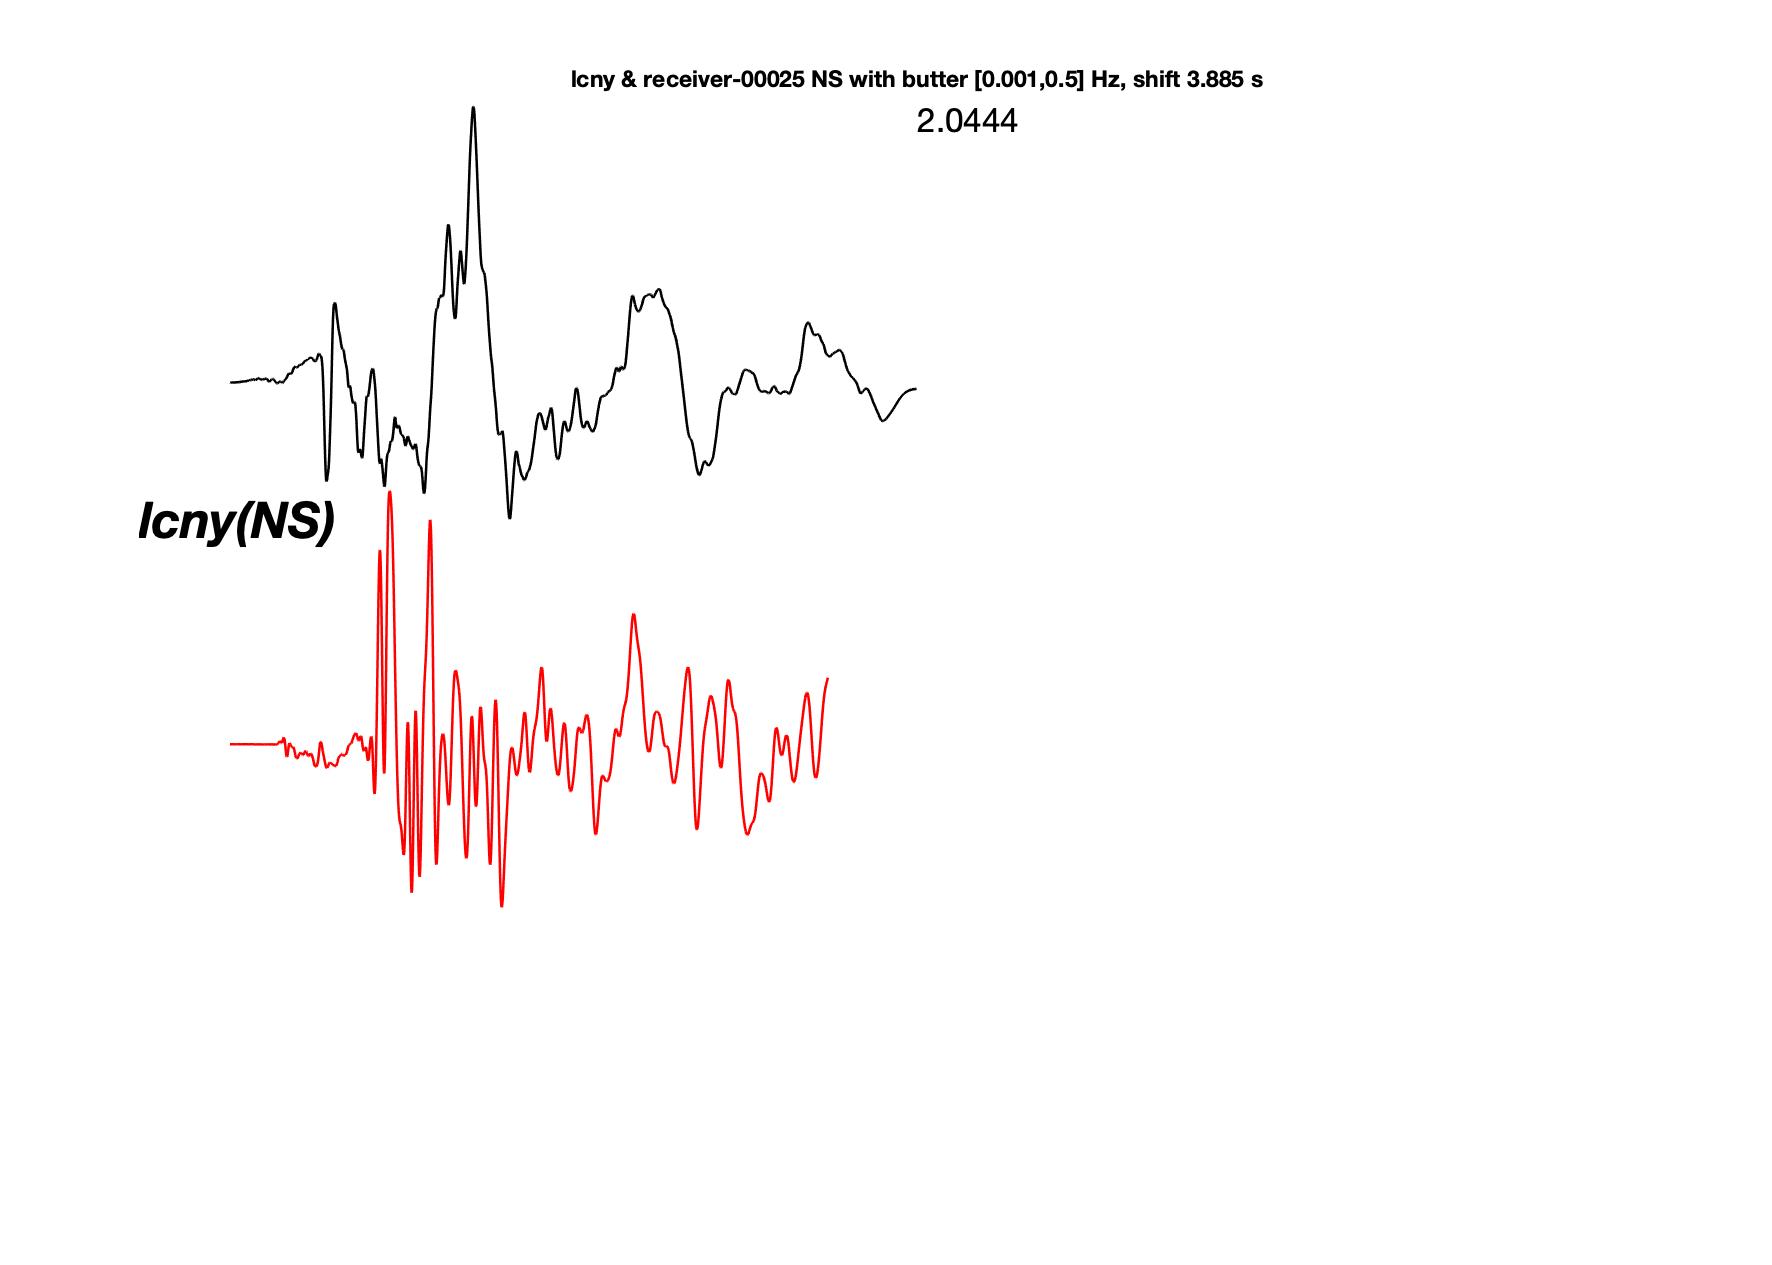 lcny & receiver-00025 NS with butter [0.001,0.5] Hz, shift 3.885 s
2.0444
lcny(NS)